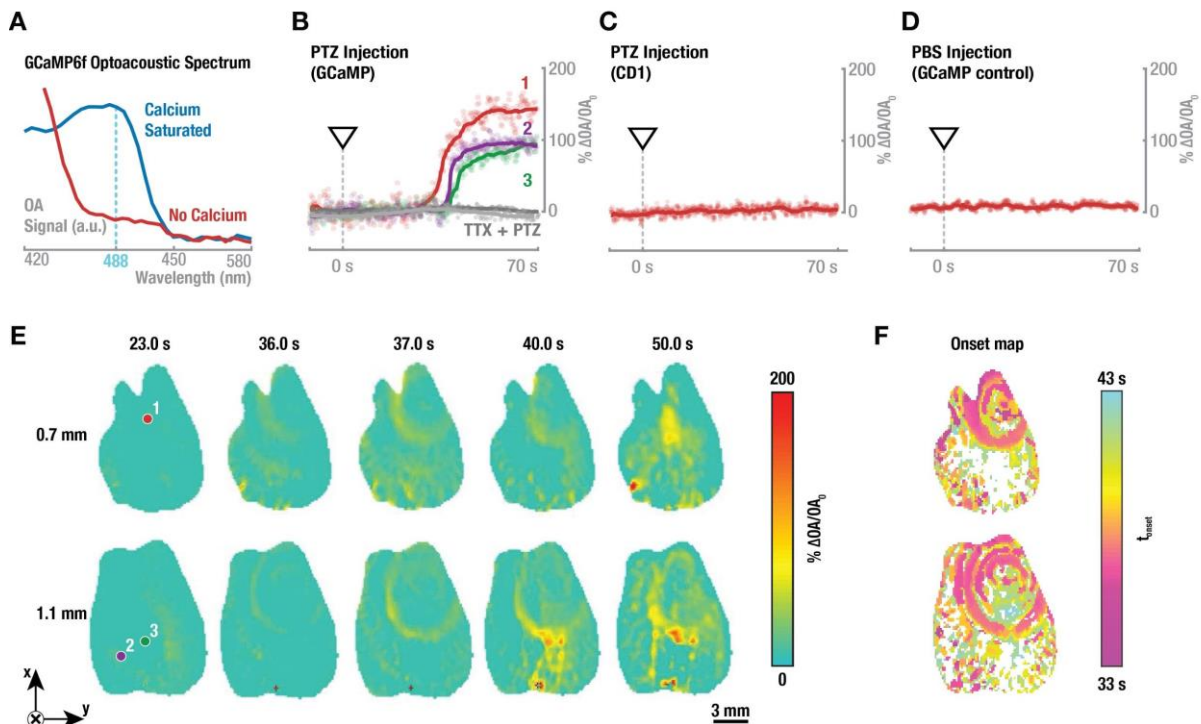 A
GCaMP6f Optoacoustic Spectrum
Calcium
Saturated
No Calcium
OA
Signal (a.u.)
420
488
450
580
Wavelength (nm)
B
PTZ Injection
(GCaMP)
1
2
3
TTX + PTZ
0 s
70 s
200
100
0
% ΔOA/OA₀
C
PTZ Injection
(CD1)
0 s
70 s
200
100
0
% ΔOA/OA₀
D
PBS Injection
(GCaMP control)
0 s
70 s
200
100
0
% ΔOA/OA₀
E
23.0 s
36.0 s
37.0 s
40.0 s
50.0 s
0.7 mm
1
1.1 mm
2
3
x
y
3 mm
200
% ΔOA/OA₀
0
F
Onset map
43 s
tonset
33 s